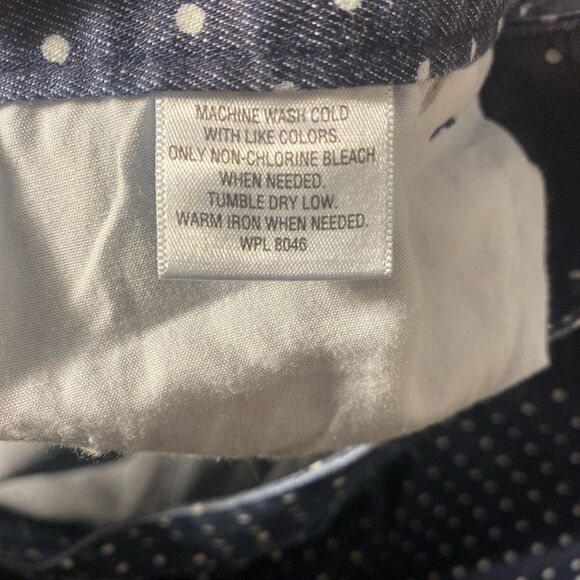 MACHINE WASH COLD
WITH LIKE COLORS.
ONLY NON-CHLORINE BLEACH
WHEN NEEDED.
TUMBLE DRY LOW.
WARM IRON WHEN NEEDED.
WPL 8046